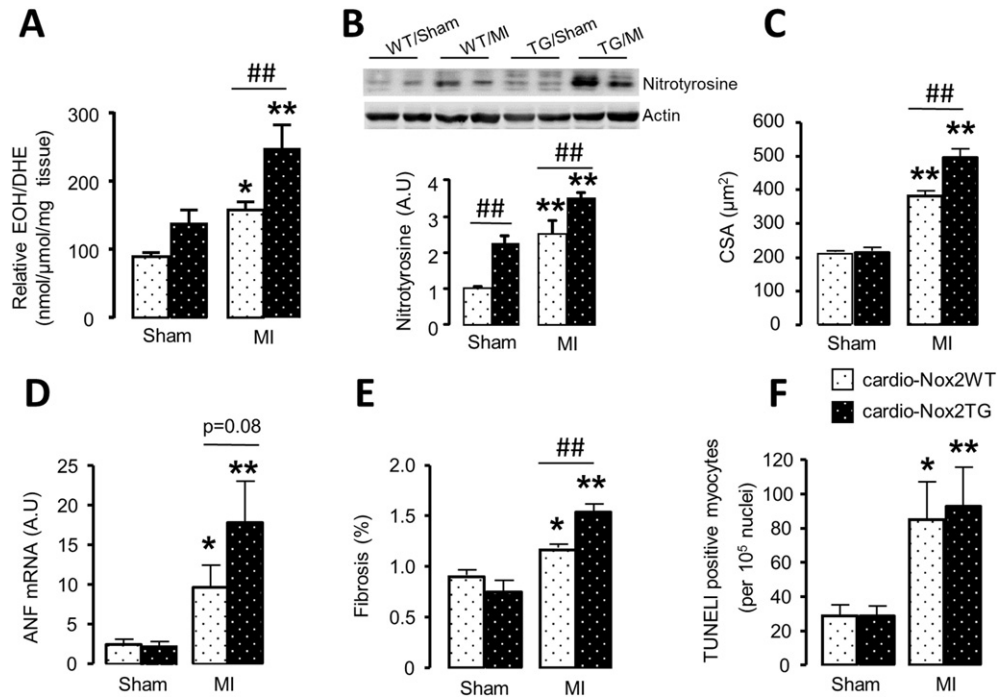 A
##
**
*
Relative EOH/DHE
(nmol/µmol/mg tissue)
300
200
100
0
Sham
MI
B
WT/Sham
WT/MI
TG/Sham
TG/MI
Nitrotyrosine
Actin
##
##
**
**
Nitrotyrosine (A.U)
4
3
2
1
0
Sham
MI
C
##
**
**
CSA (µm²)
600
500
400
300
200
200
0
Sham
MI
cardio-Nox2WT
cardio-Nox2TG
D
p=0.08
**
*
ANF mRNA (A.U)
25
20
15
10
5
0
Sham
MI
E
##
**
*
Fibrosis (%)
2.0
1.5
1.0
0.5
0
Sham
MI
F
*
**
TUNELI positive myocytes
(per 10⁵ nuclei)
120
100
80
60
40
20
0
Sham
MI